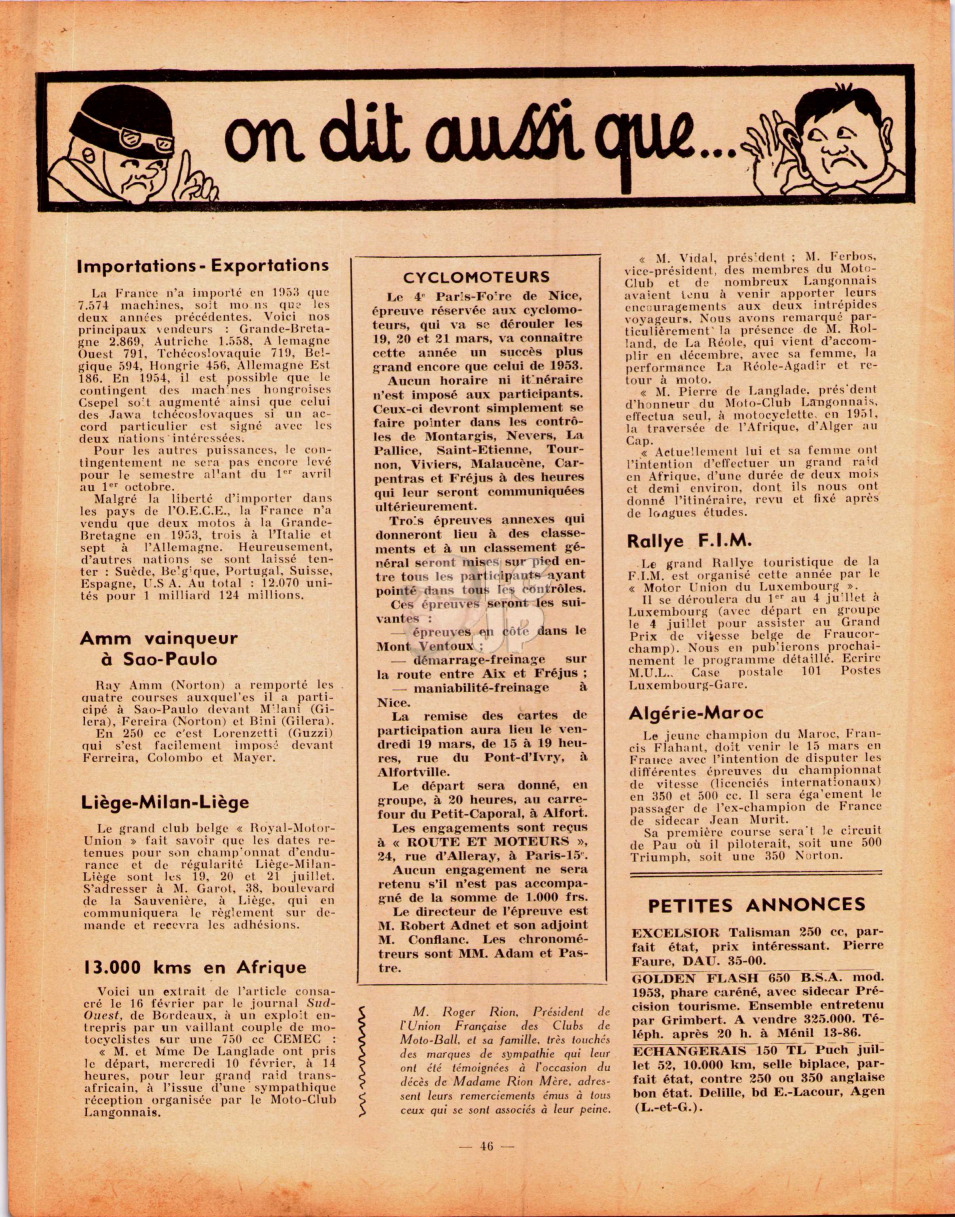 on dit aussi que...
Importations - Exportations
La France n'a importé en 1953 que
7.574 machines, soit moins que les
deux années précédentes. Voici nos
principaux vendeurs : Grande-Breta-
gne 2.869, Autriche 1.558, Allemagne
Ouest 791, Tchécoslovaquie 719, Bel-
gique 594, Hongrie 456, Allemagne Est
186. En 1954, il est possible que le
contingent des machines hongroises
Csepel soit augmenté ainsi que celui
des Jawa tchécoslovaques si un ac-
cord particulier est signé avec les
deux nations intéressées.
Pour les autres puissances, le con-
tingentement ne sera pas encore levé
pour le semestre allant du 1er avril
au 1er octobre.
Malgré la liberté d'importer dans
les pays de l'O.E.C.E., la France n'a
vendu que deux motos à la Grande-
Bretagne en 1953, trois à l'Italie et
sept à l'Allemagne. Heureusement,
d'autres nations se sont laissé ten-
ter : Suède, Belgique, Portugal, Suisse,
Espagne, U.S.A. Au total : 12.070 uni-
tés pour 1 milliard 124 millions.
Amm vainqueur
à Sao-Paulo
Ray Amm (Norton) a remporté les
quatre courses auxquelles il a parti-
cipé à Sao-Paulo devant Milani (Gi-
lera), Fereira (Norton) et Bini (Gilera).
En 250 cc c'est Lorenzetti (Guzzi)
qui s'est facilement imposé devant
Ferreira, Colombo et Mayer.
Liège-Milan-Liège
Le grand club belge « Royal-Motor-
Union » fait savoir que les dates re-
tenues pour son championnat d'endu-
rance et de régularité Liège-Milan-
Liège sont les 19, 20 et 21 juillet.
S'adresser à M. Garot, 38, boulevard
de la Sauvenière, à Liège, qui en
communiquera le règlement sur de-
mande et recevra les adhésions.
13.000 kms en Afrique
Voici un extrait de l'article consa-
cré le 16 février par le journal Sud-
Ouest, de Bordeaux, à un exploit en-
trepris par un vaillant couple de mo-
tocyclistes sur une 750 cc CEMEC :
« M. et Mme De Langlade ont pris
le départ, mercredi 10 février, à 14
heures, pour leur grand raid trans-
africain, à l'issue d'une sympathique
réception organisée par le Moto-Club
Langonnais.
CYCLOMOTEURS
Le 4e Paris-Foire de Nice,
épreuve réservée aux cyclomo-
teurs, qui va se dérouler les
19, 20 et 21 mars, va connaître
cette année un succès plus
grand encore que celui de 1953.
Aucun horaire ni itinéraire
n'est imposé aux participants.
Ceux-ci devront simplement se
faire pointer dans les contrô-
les de Montargis, Nevers, La
Pallice, Saint-Etienne, Tour-
non, Viviers, Malaucène, Car-
pentras et Fréjus à des heures
qui leur seront communiquées
ultérieurement.
Trois épreuves annexes qui
donneront lieu à des classe-
ments et à un classement gé-
néral seront mises sur pied en-
tre tous les participants ayant
pointé dans tous les contrôles.
Ces épreuves seront les sui-
vantes :
— épreuves en côte dans le
Mont Ventoux ;
— démarrage-freinage sur
la route entre Aix et Fréjus ;
— maniabilité-freinage à
Nice.
La remise des cartes de
participation aura lieu le ven-
dredi 19 mars, de 15 à 19 heu-
res, rue du Pont-d'Ivry, à
Alfortville.
Le départ sera donné, en
groupe, à 20 heures, au carre-
four du Petit-Caporal, à Alfort.
Les engagements sont reçus
à « ROUTE ET MOTEURS »,
24, rue d'Alleray, à Paris-15e.
Aucun engagement ne sera
retenu s'il n'est pas accompa-
gné de la somme de 1.000 frs.
Le directeur de l'épreuve est
M. Robert Adnet et son adjoint
M. Conflanc. Les chronomé-
treurs sont MM. Adam et Pas-
tre.
M. Roger Rion, Président de
l'Union Française des Clubs de
Moto-Ball, et sa famille, très touchés
des marques de sympathie qui leur
ont été témoignées à l'occasion du
décès de Madame Rion Mère, adres-
sent leurs remerciements émus à tous
ceux qui se sont associés à leur peine.
« M. Vidal, président ; M. Ferbos,
vice-président, des membres du Moto-
Club et de nombreux Langonnais
avaient tenu à venir apporter leurs
encouragements aux deux intrépides
voyageurs. Nous avons remarqué par-
ticulièrement la présence de M. Rol-
land, de La Réole, qui vient d'accom-
plir en décembre, avec sa femme, la
performance La Réole-Agadir et re-
tour à moto.
« M. Pierre de Langlade, président
d'honneur du Moto-Club Langonnais,
effectua seul, à motocyclette, en 1951,
la traversée de l'Afrique, d'Alger au
Cap.
« Actuellement lui et sa femme ont
l'intention d'effectuer un grand raid
en Afrique, d'une durée de deux mois
et demi environ, dont ils nous ont
donné l'itinéraire, revu et fixé après
de longues études.
Rallye F.I.M.
Le grand Rallye touristique de la
F.I.M. est organisé cette année par le
« Motor Union du Luxembourg ».
Il se déroulera du 1er au 4 juillet à
Luxembourg (avec départ en groupe
le 4 juillet pour assister au Grand
Prix de vitesse belge de Fraucor-
champ). Nous en publierons prochai-
nement le programme détaillé. Ecrire
M.U.L., Case postale 101 Postes
Luxembourg-Gare.
Algérie-Maroc
Le jeune champion du Maroc, Fran-
cis Flahant, doit venir le 15 mars en
France avec l'intention de disputer les
différentes épreuves du championnat
de vitesse (licenciés internationaux)
en 350 et 500 cc. Il sera également le
passager de l'ex-champion de France
de sidecar Jean Murit.
Sa première course serait le circuit
de Pau où il piloterait, soit une 500
Triumph, soit une 350 Norton.
PETITES ANNONCES
EXCELSIOR Talisman 250 cc, par-
fait état, prix intéressant. Pierre
Faure, DAU. 35-00.
GOLDEN FLASH 650 B.S.A. mod.
1953, phare caréné, avec sidecar Pré-
cision tourisme. Ensemble entretenu
par Grimbert. A vendre 325.000. Té-
léph. après 20 h. à Ménil 13-86.
ECHANGERAIS 150 TL Puch juil-
let 52, 10.000 km, selle biplace, par-
fait état, contre 250 ou 350 anglaise
bon état. Delille, bd E.-Lacour, Agen
(L.-et-G.).
— 46 —